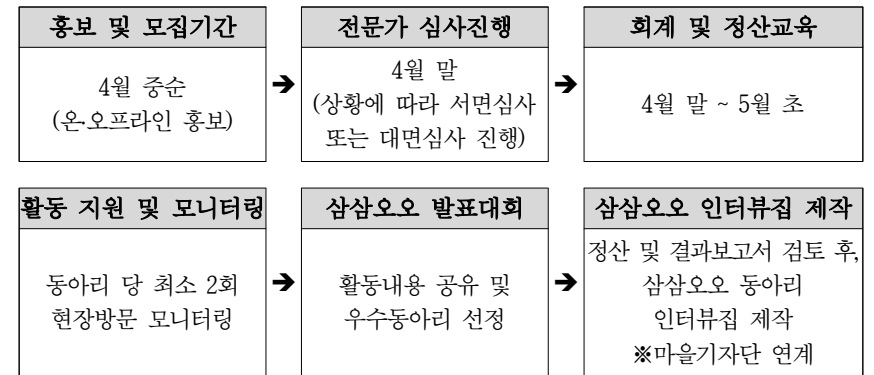 홍보 및 모집기간
4월 중순
(온·오프라인 홍보)
➔
전문가 심사진행
4월 말
(상황에 따라 서면심사
또는 대면심사 진행)
➔
회계 및 정산교육
4월 말 ~ 5월 초
활동 지원 및 모니터링
동아리 당 최소 2회
현장방문 모니터링
➔
삼삼오오 발표대회
활동내용 공유 및
우수동아리 선정
➔
삼삼오오 인터뷰집 제작
정산 및 결과보고서 검토 후,
삼삼오오 동아리
인터뷰집 제작
※마을기자단 연계